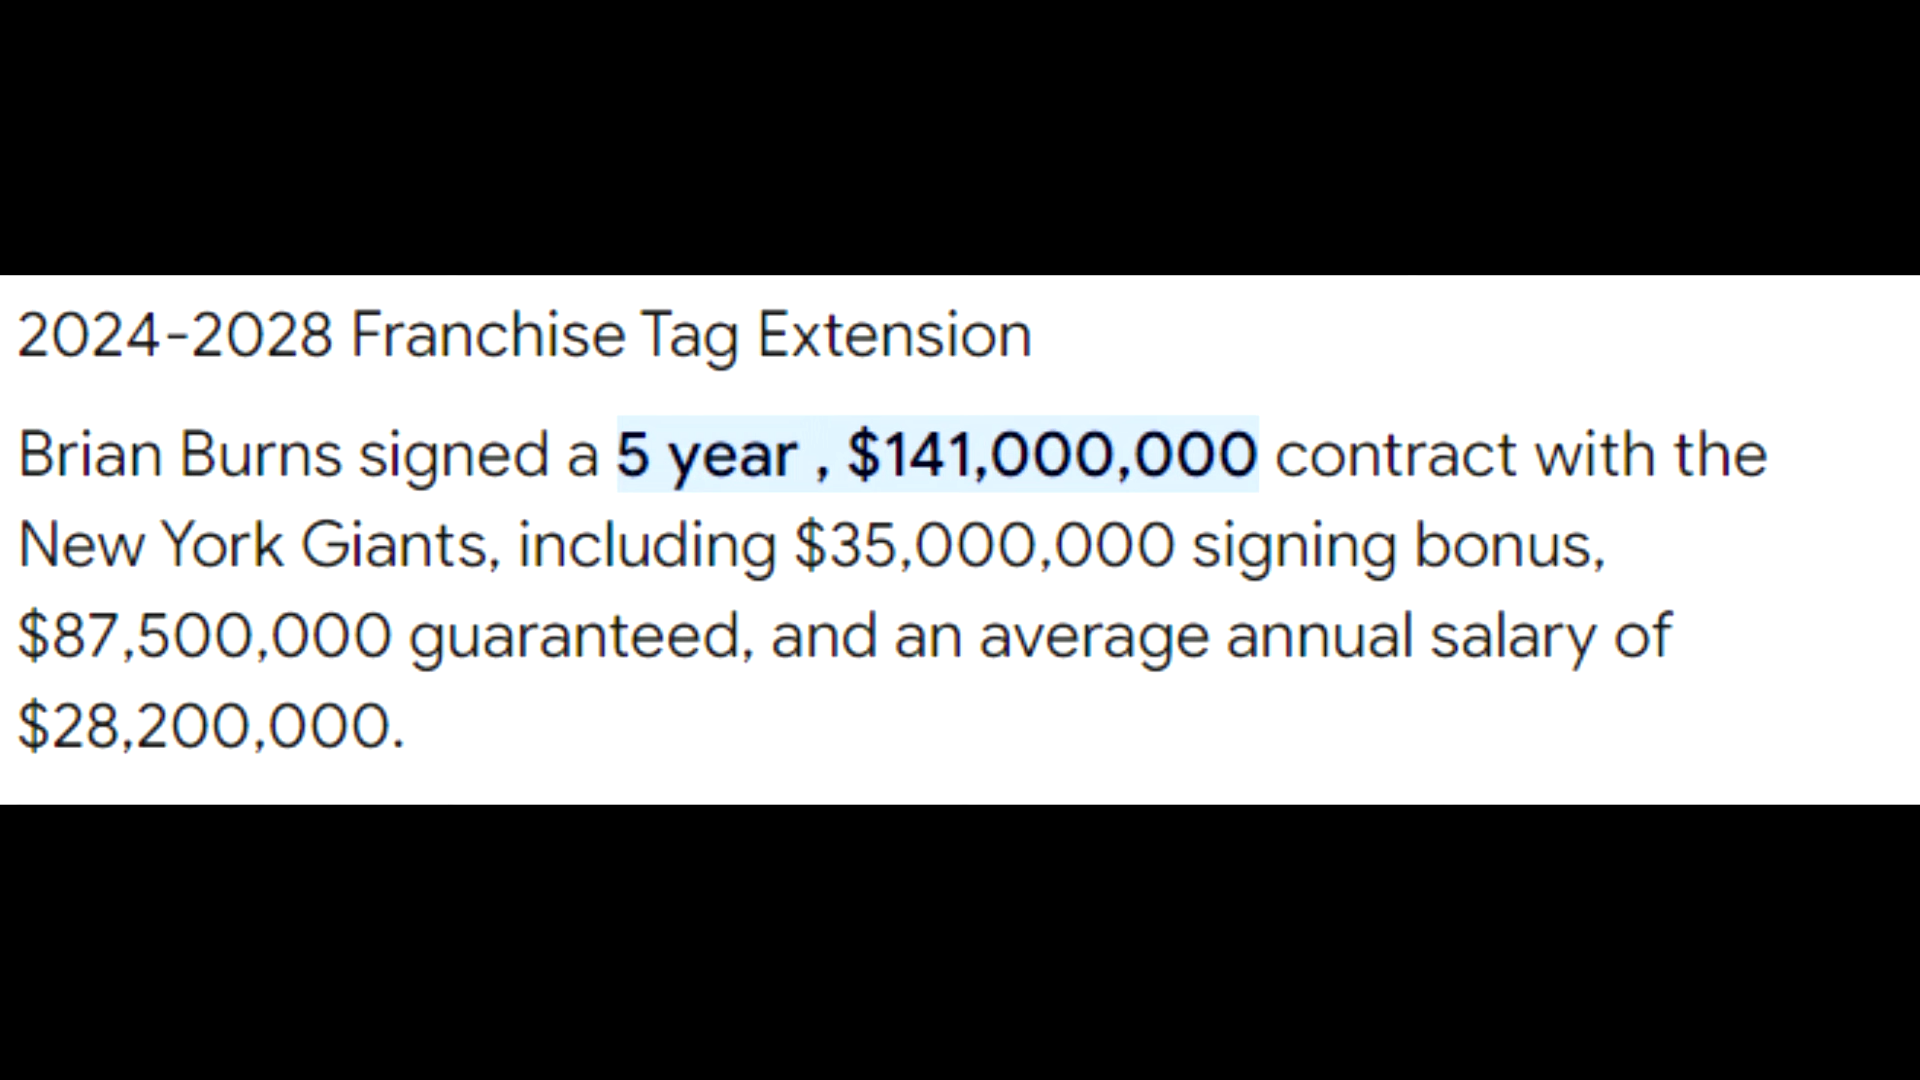 2024-2028 Franchise Tag Extension
Brian Burns signed a 5 year , $141,000,000 contract with the
New York Giants, including $35,000,000 signing bonus,
$87,500,000 guaranteed, and an average annual salary of
$28,200,000.